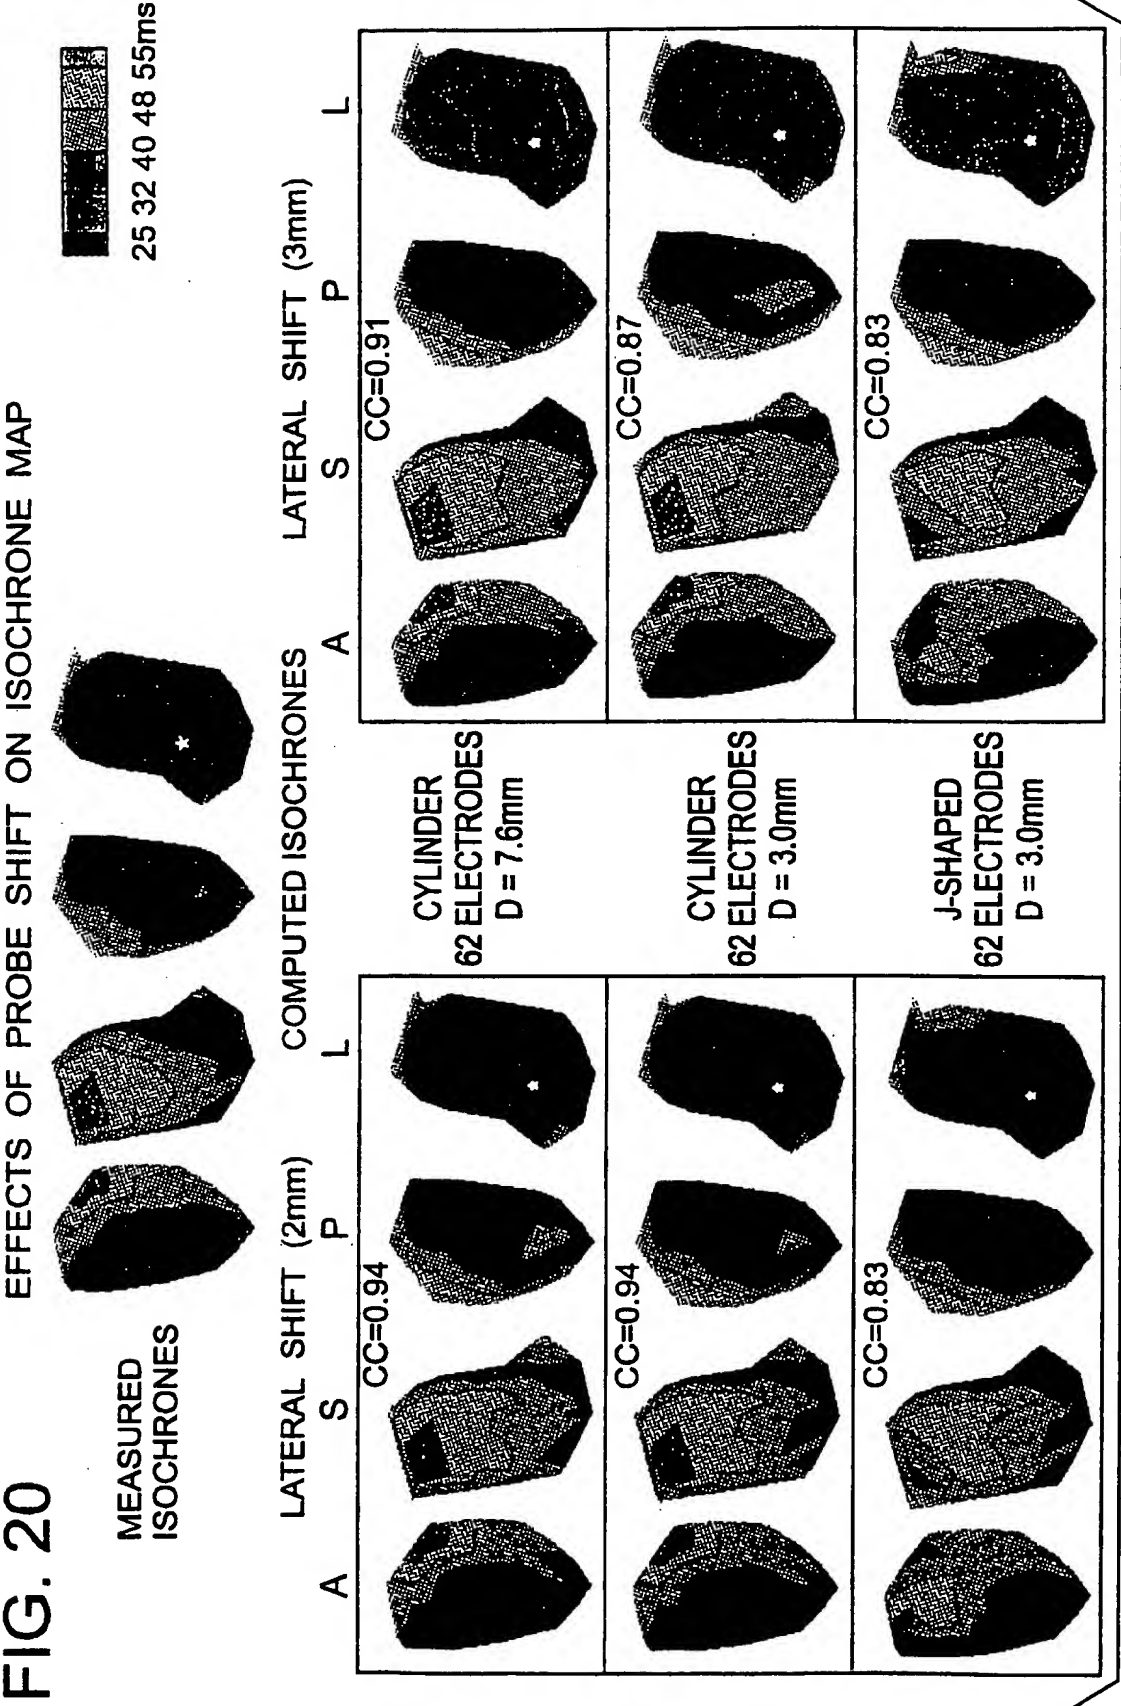 FIG. 20
EFFECTS OF PROBE SHIFT ON ISOCHRONE MAP
25 32 40 48 55ms
MEASURED
ISOCHRONES
COMPUTED ISOCHRONES
LATERAL SHIFT (2mm)
A S P L
CC=0.94
CC=0.94
CC=0.83
CYLINDER
62 ELECTRODES
D = 7.6mm
CYLINDER
62 ELECTRODES
D = 3.0mm
J-SHAPED
62 ELECTRODES
D = 3.0mm
LATERAL SHIFT (3mm)
A S P L
CC=0.91
CC=0.87
CC=0.83